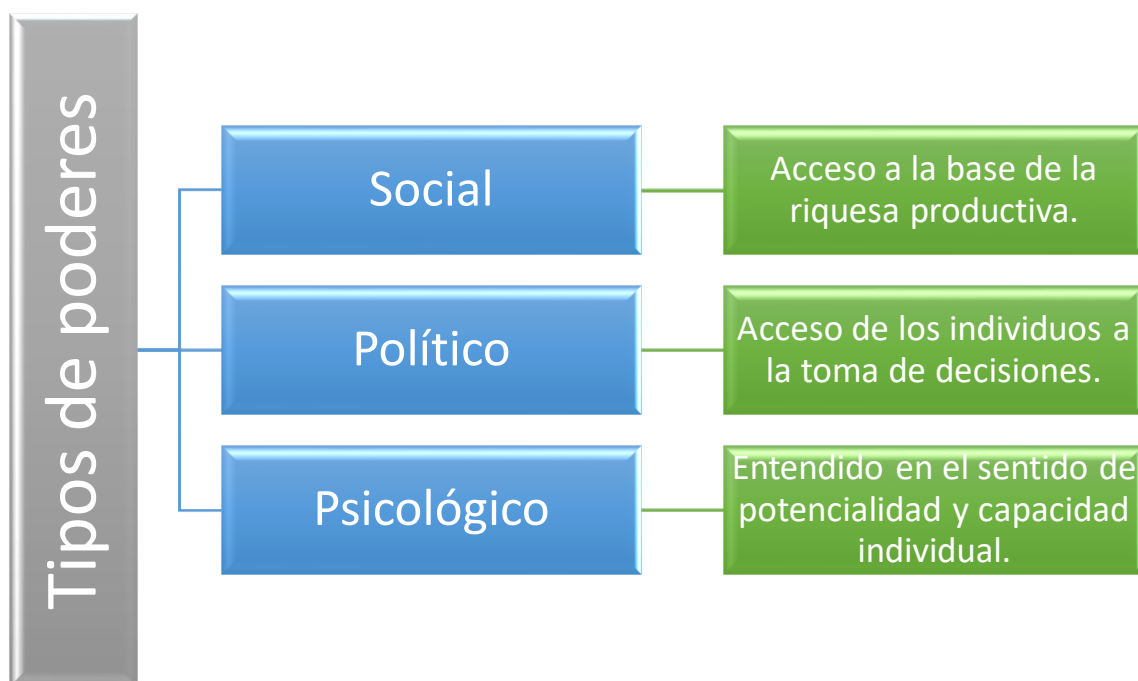 Tipos de poderes
Social
Acceso a la base de la
riquesa productiva.
Político
Acceso de los individuos a
la toma de decisiones.
Psicológico
Entendido en el sentido de
potencialidad y capacidad
individual.